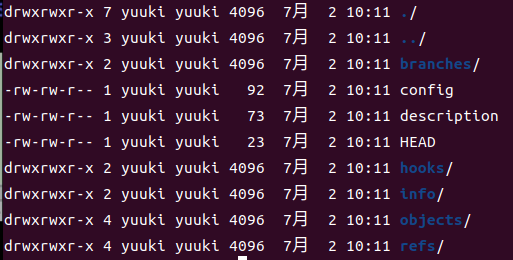 drwxrwxr-x 7 yuuki yuuki 4096  7月  2 10:11 ./
drwxrwxr-x 3 yuuki yuuki 4096  7月  2 10:11 ../
drwxrwxr-x 2 yuuki yuuki 4096  7月  2 10:11 branches/
-rw-rw-r-- 1 yuuki yuuki   92  7月  2 10:11 config
-rw-rw-r-- 1 yuuki yuuki   73  7月  2 10:11 description
-rw-rw-r-- 1 yuuki yuuki   23  7月  2 10:11 HEAD
drwxrwxr-x 2 yuuki yuuki 4096  7月  2 10:11 hooks/
drwxrwxr-x 2 yuuki yuuki 4096  7月  2 10:11 info/
drwxrwxr-x 4 yuuki yuuki 4096  7月  2 10:11 objects/
drwxrwxr-x 4 yuuki yuuki 4096  7月  2 10:11 refs/